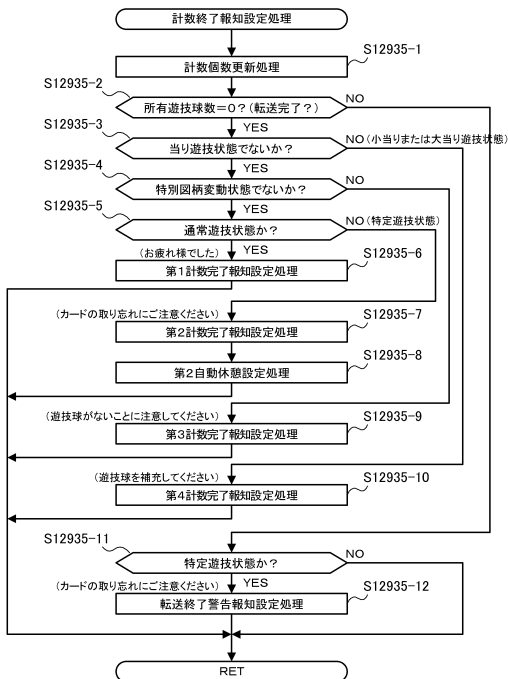 計数終了報知設定処理
S12935-1
計数個数更新処理
S12935-2
所有遊技球数＝0？（転送完了？）
NO
YES
S12935-3
当り遊技状態でないか？
NO（小当りまたは大当り遊技状態）
YES
S12935-4
特別図柄変動状態でないか？
NO
YES
S12935-5
通常遊技状態か？
NO（特定遊技状態）
YES
（お疲れ様でした）
S12935-6
第1計数完了報知設定処理
（カードの取り忘れにご注意ください）
S12935-7
第2計数完了報知設定処理
S12935-8
第2自動休憩設定処理
（遊技球がないことに注意してください）
S12935-9
第3計数完了報知設定処理
（遊技球を補充してください）
S12935-10
第4計数完了報知設定処理
S12935-11
特定遊技状態か？
NO
YES
（カードの取り忘れにご注意ください）
S12935-12
転送終了警告報知設定処理
RET